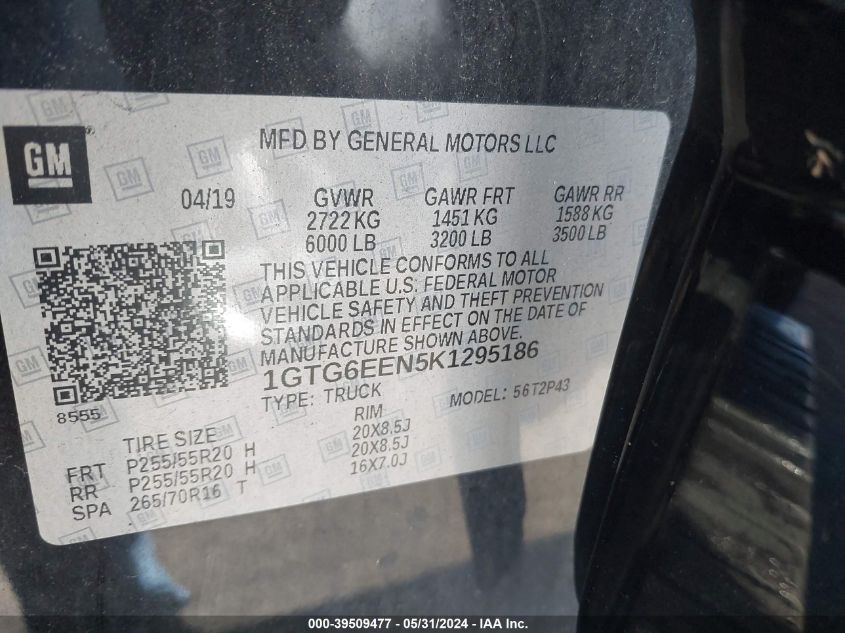 GM
MFD BY GENERAL MOTORS LLC
04/19 GVWR GAWR FRT GAWR RR
2722 KG 1451 KG 1588 KG
6000 LB 3200 LB 3500 LB
THIS VEHICLE CONFORMS TO ALL
APPLICABLE U.S. FEDERAL MOTOR
VEHICLE SAFETY AND THEFT PREVENTION
STANDARDS IN EFFECT ON THE DATE OF
MANUFACTURE SHOWN ABOVE.
1GTG6EEN5K1295186
8555
TYPE: TRUCK MODEL: 56T2P43
TIRE SIZE RIM
FRT P255/55R20 H 20X8.5J
RR P255/55R20 H 20X8.5J
SPA 265/70R16 T 16X7.0J
000-39509477 - 05/31/2024 - IAA Inc.